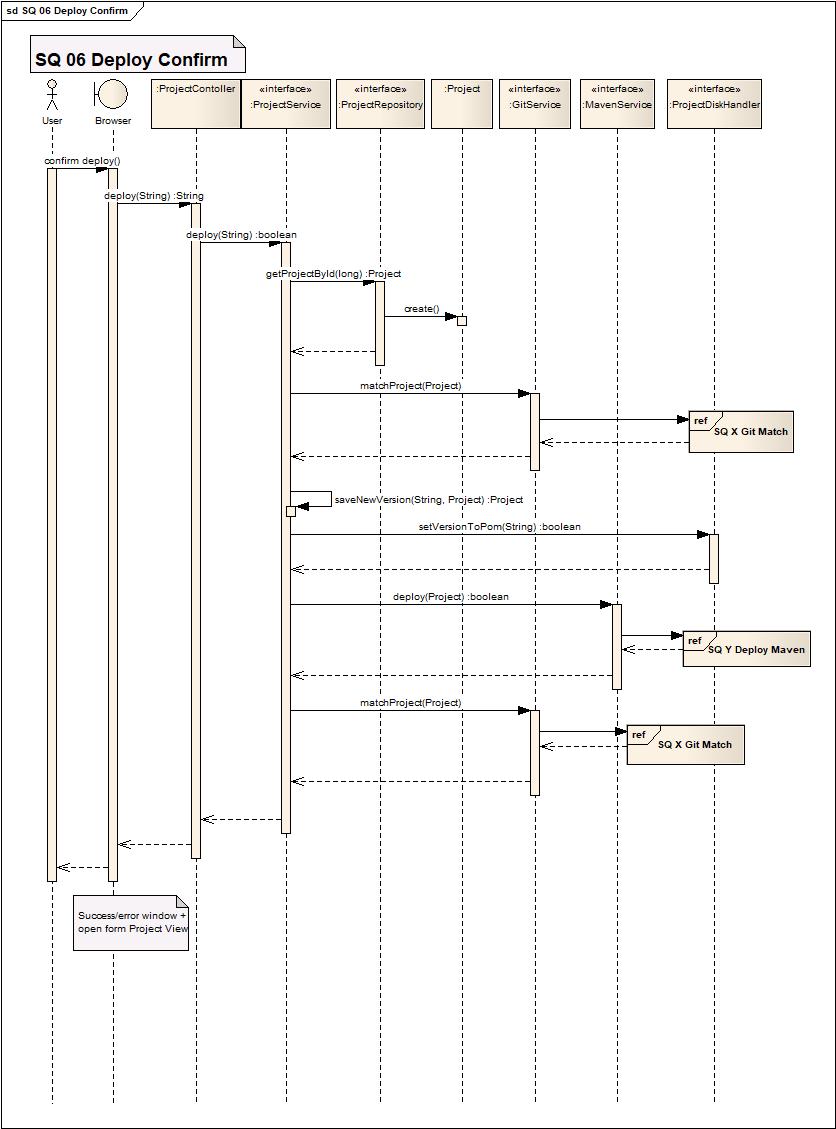 sd SQ 06 Deploy Confirm
SQ 06 Deploy Confirm
User
Browser
:ProjectContoller
«interface»
:ProjectService
«interface»
:ProjectRepository
:Project
«interface»
:GitService
«interface»
:MavenService
«interface»
:ProjectDiskHandler
confirm deploy()
deploy(String) :String
deploy(String) :boolean
getProjectById(long) :Project
create()
matchProject(Project)
ref
SQ X Git Match
saveNewVersion(String, Project) :Project
setVersionToPom(String) :boolean
deploy(Project) :boolean
ref
SQ Y Deploy Maven
matchProject(Project)
ref
SQ X Git Match
Success/error window +
open form Project View